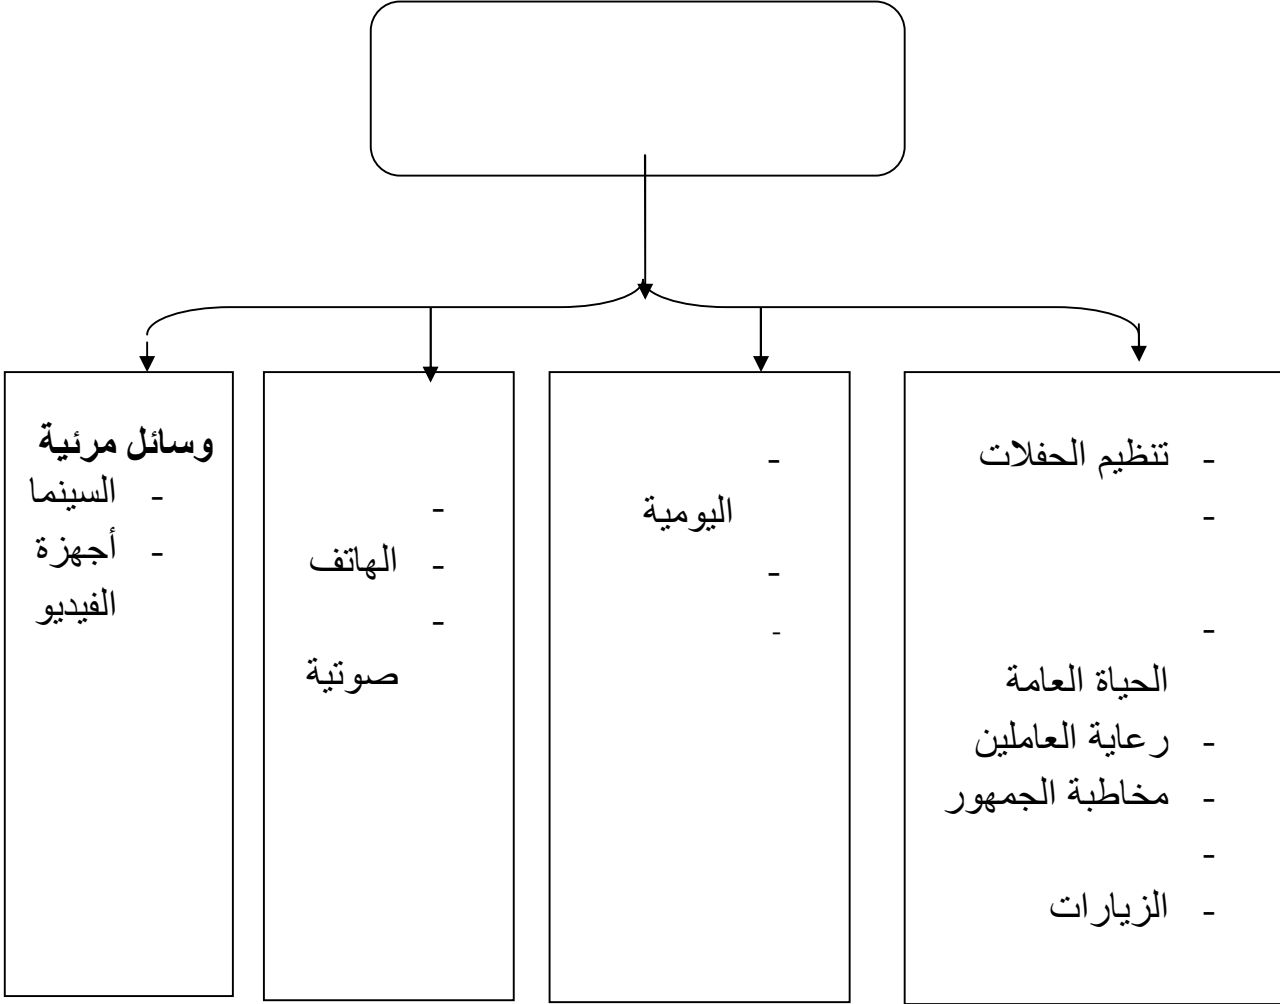 - تنظيم الحفلات
-
-
الحياة العامة
- رعاية العاملين
- مخاطبة الجمهور
-
- الزيارات
-
اليومية
-
-
-
- الهاتف
-
صوتية
وسائل مرئية
- السينما
- أجهزة
الفيديو